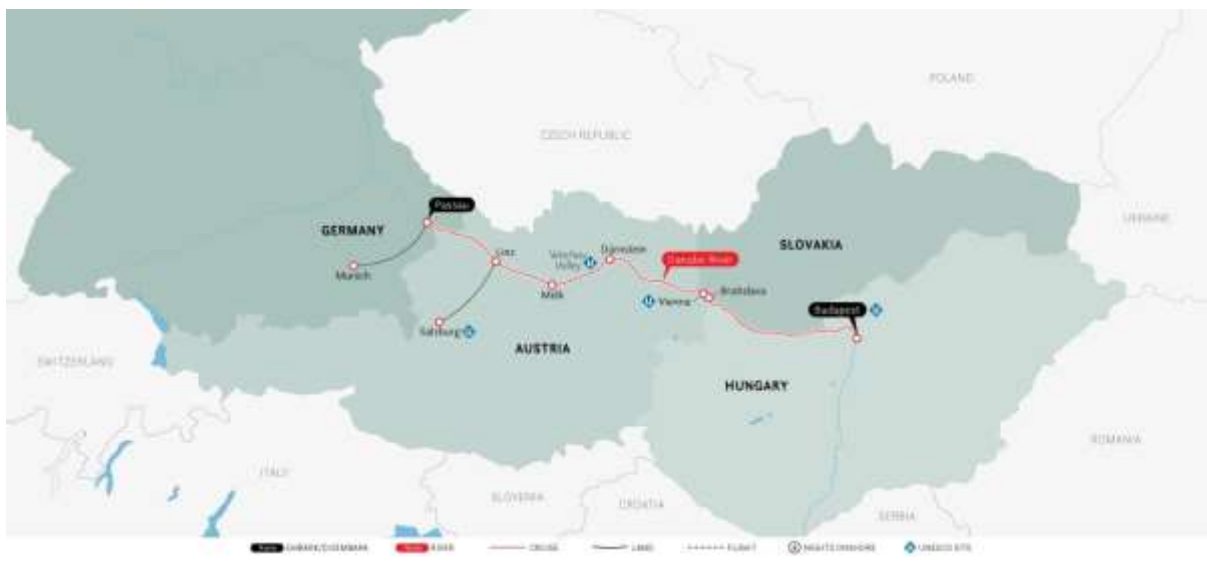 POLAND
CZECH REPUBLIC
UKRAINE
Passau
GERMANY
SLOVAKIA
Linz
Dürnstein
Wachau
Valley
Danube River
Munich
Melk
Vienna
Bratislava
Budapest
Salzburg
AUSTRIA
SWITZERLAND
HUNGARY
ROMANIA
ITALY
SLOVENIA
CROATIA
SERBIA
EMBARK/DISEMBARK RIVER CRUISE LAND FLIGHT NIGHTS ONSHORE UNESCO SITE